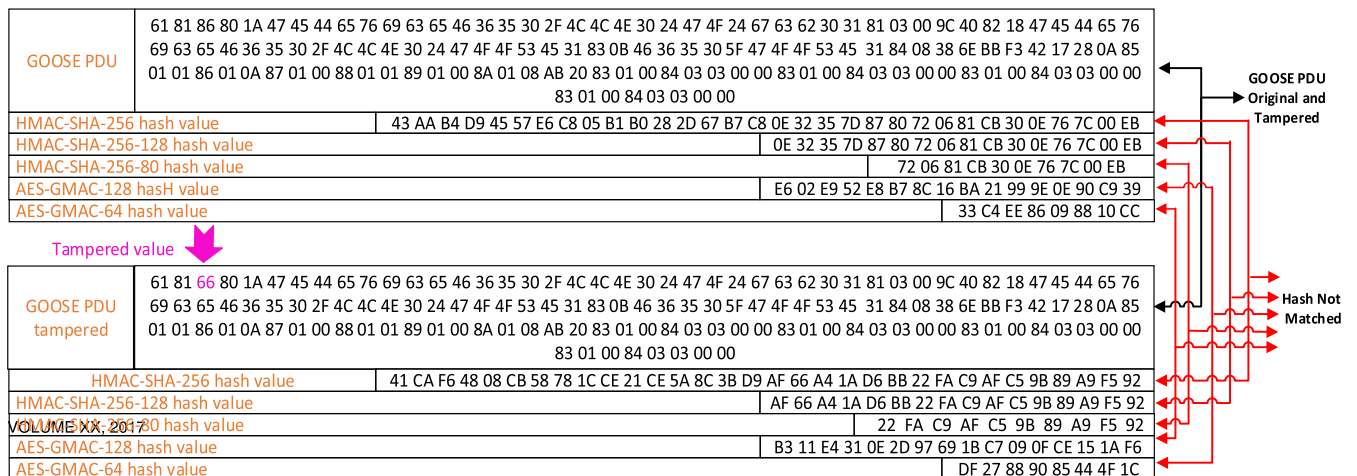 GOOSE PDU
61 81 86 80 1A 47 45 44 65 76 69 63 65 46 36 35 30 2F 4C 4C 4E 30 24 47 4F 24 67 63 62 30 31 81 03 00 9C 40 82 18 47 45 44 65 76
69 63 65 46 36 35 30 2F 4C 4C 4E 30 24 47 4F 4F 53 45 31 83 0B 46 36 35 30 5F 47 4F 4F 53 45 31 84 08 38 6E BB F3 42 17 28 0A 85
01 01 86 01 0A 87 01 00 88 01 01 89 01 00 8A 01 08 AB 20 83 01 00 84 03 03 00 00 83 01 00 84 03 03 00 00 83 01 00 84 03 03 00 00
83 01 00 84 03 03 00 00
GOOSE PDU
Original and
Tampered
HMAC-SHA-256 hash value 43 AA B4 D9 45 57 E6 C8 05 B1 B0 28 2D 67 B7 C8 0E 32 35 7D 87 80 72 06 81 CB 30 0E 76 7C 00 EB
HMAC-SHA-256-128 hash value 0E 32 35 7D 87 80 72 06 81 CB 30 0E 76 7C 00 EB
HMAC-SHA-256-80 hash value 72 06 81 CB 30 0E 76 7C 00 EB
AES-GMAC-128 hasH value E6 02 E9 52 E8 B7 8C 16 BA 21 99 9E 0E 90 C9 39
AES-GMAC-64 hash value 33 C4 EE 86 09 88 10 CC
Tampered value
GOOSE PDU
tampered
61 81 66 80 1A 47 45 44 65 76 69 63 65 46 36 35 30 2F 4C 4C 4E 30 24 47 4F 24 67 63 62 30 31 81 03 00 9C 40 82 18 47 45 44 65 76
69 63 65 46 36 35 30 2F 4C 4C 4E 30 24 47 4F 4F 53 45 31 83 0B 46 36 35 30 5F 47 4F 4F 53 45 31 84 08 38 6E BB F3 42 17 28 0A 85
01 01 86 01 0A 87 01 00 88 01 01 89 01 00 8A 01 08 AB 20 83 01 00 84 03 03 00 00 83 01 00 84 03 03 00 00 83 01 00 84 03 03 00 00
83 01 00 84 03 03 00 00
Hash Not
Matched
HMAC-SHA-256 hash value 41 CA F6 48 08 CB 58 78 1C CE 21 CE 5A 8C 3B D9 AF 66 A4 1A D6 BB 22 FA C9 AF C5 9B 89 A9 F5 92
HMAC-SHA-256-128 hash value AF 66 A4 1A D6 BB 22 FA C9 AF C5 9B 89 A9 F5 92
HMAC-SHA-256-80 hash value 22 FA C9 AF C5 9B 89 A9 F5 92
VOLUME XX, 2017
AES-GMAC-128 hash value B3 11 E4 31 0E 2D 97 69 1B C7 09 0F CE 15 1A F6
AES-GMAC-64 hash value DF 27 88 90 85 44 4F 1C